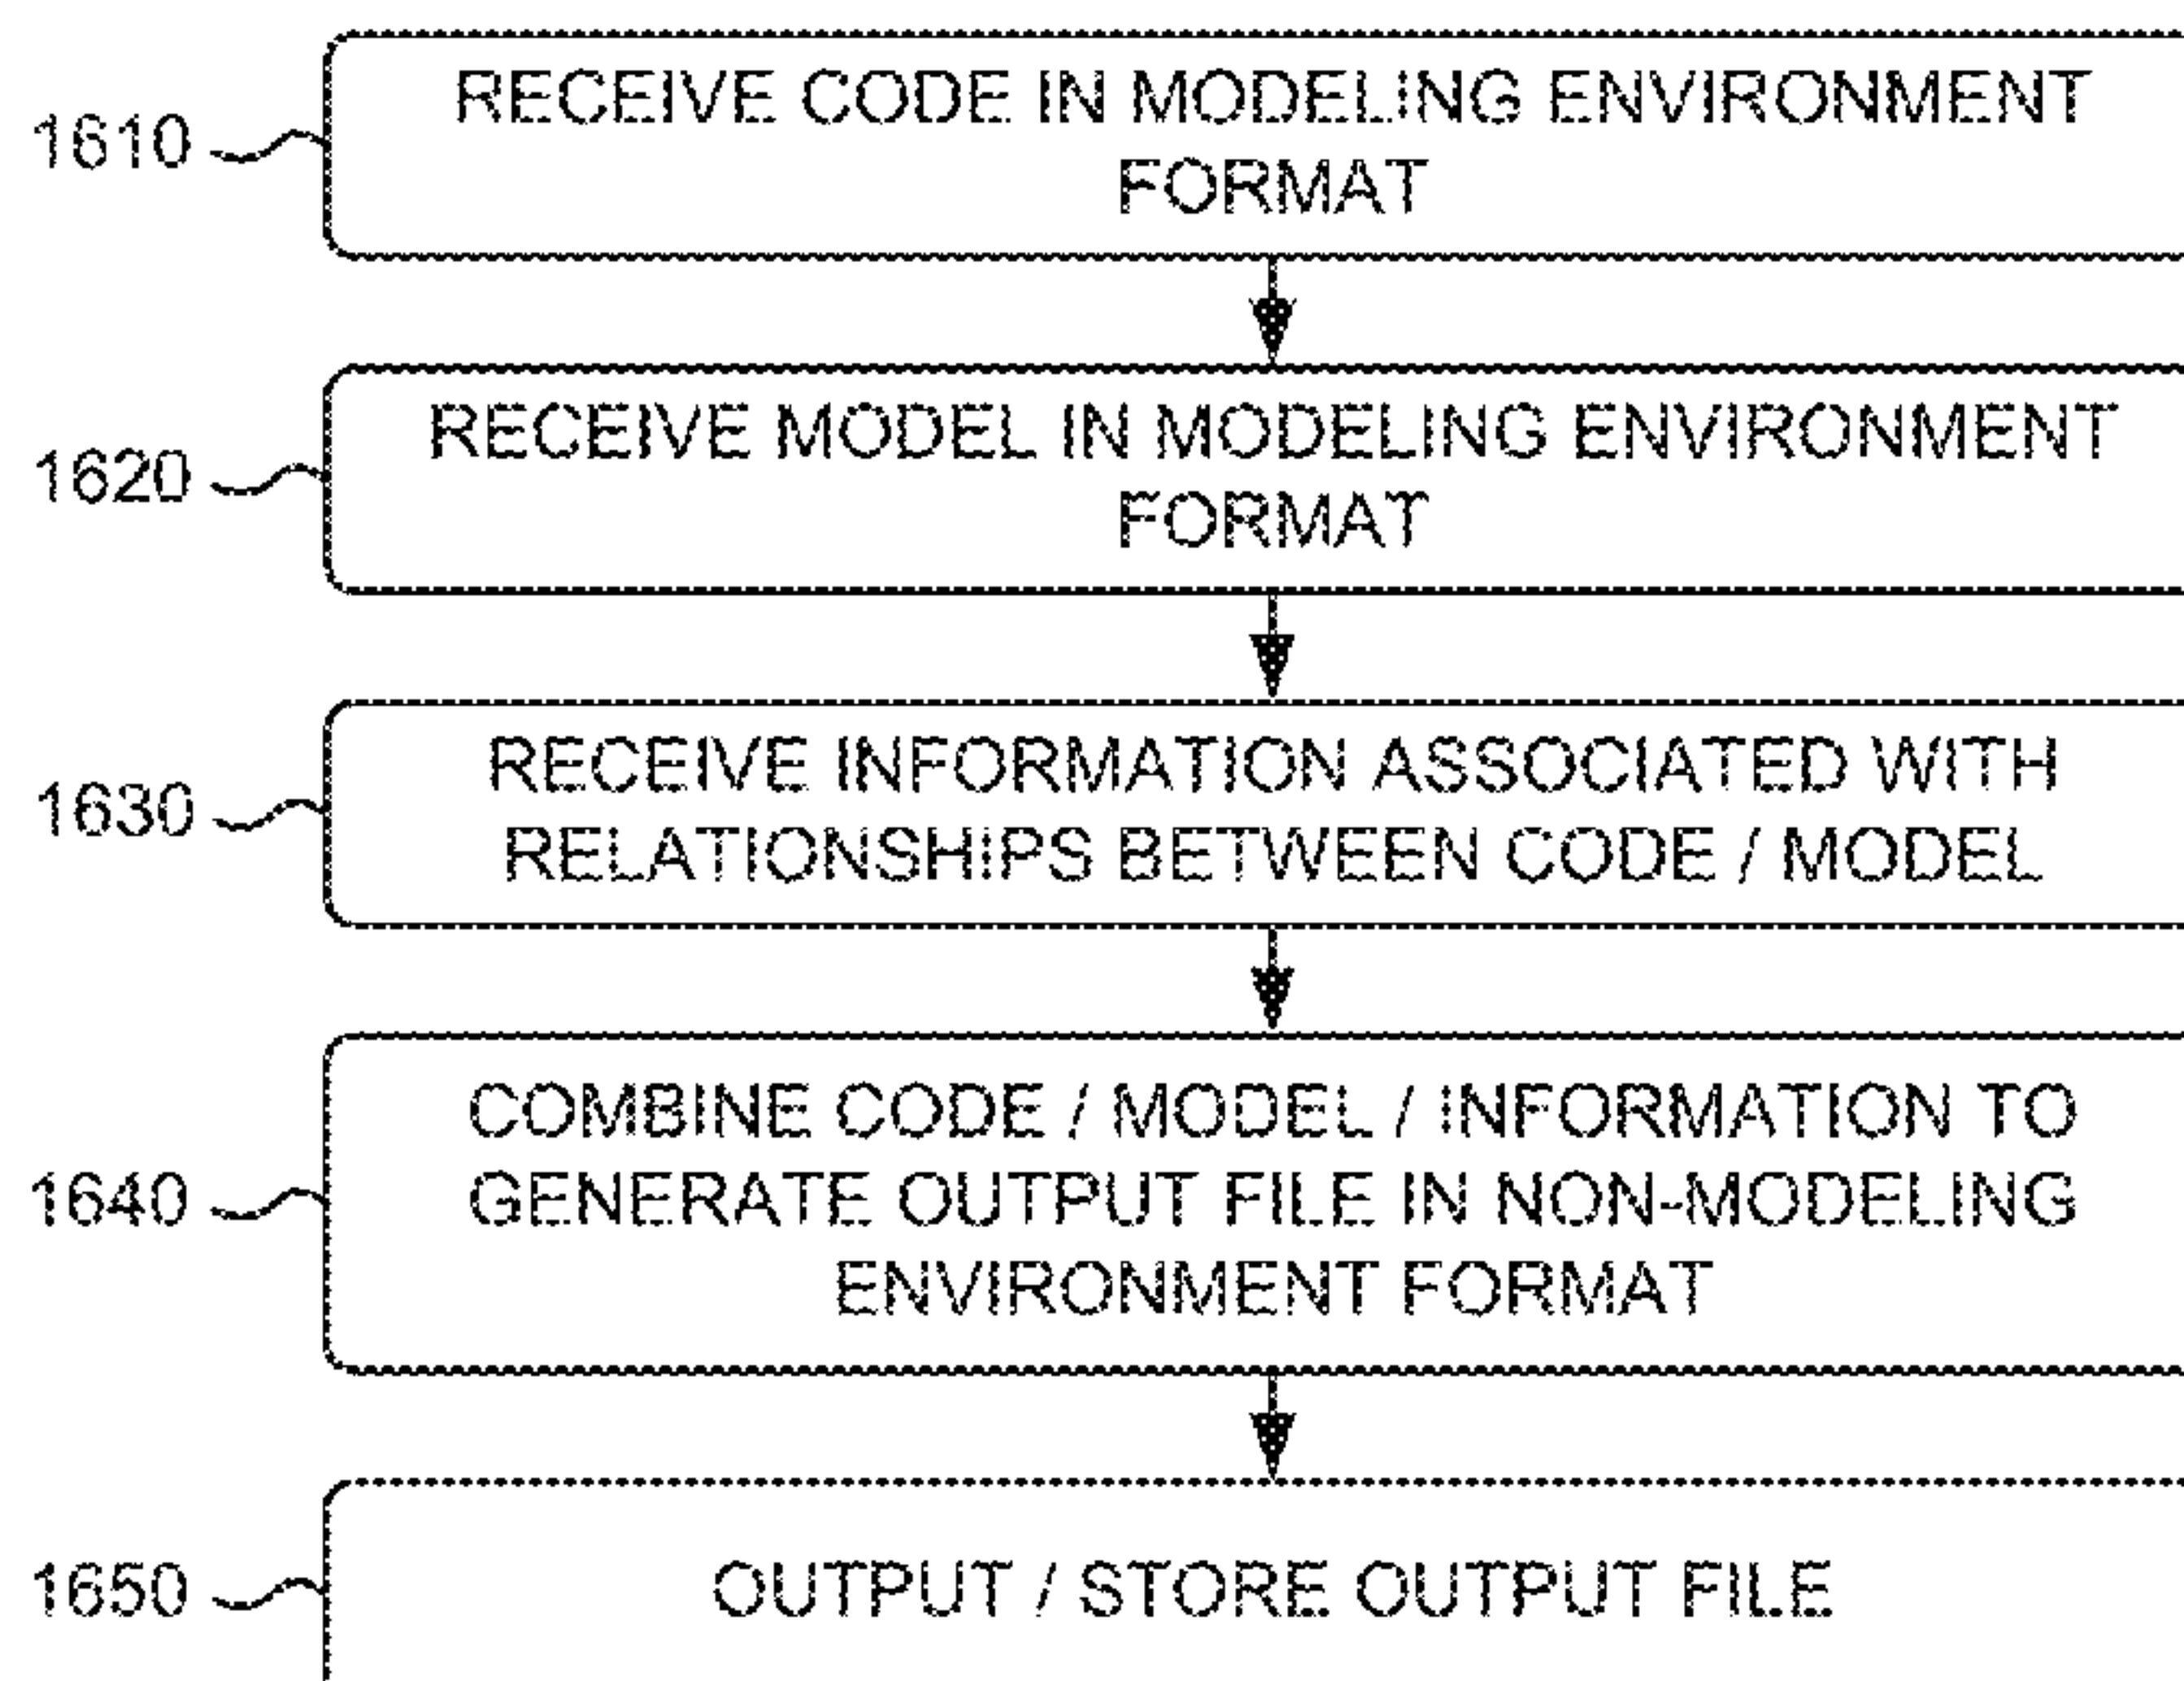 1610
RECEIVE CODE IN MODELING ENVIRONMENT
FORMAT
1620
RECEIVE MODEL IN MODELING ENVIRONMENT
FORMAT
1630
RECEIVE INFORMATION ASSOCIATED WITH
RELATIONSHIPS BETWEEN CODE / MODEL
1640
COMBINE CODE / MODEL / INFORMATION TO
GENERATE OUTPUT FILE IN NON-MODELING
ENVIRONMENT FORMAT
1650
OUTPUT / STORE OUTPUT FILE